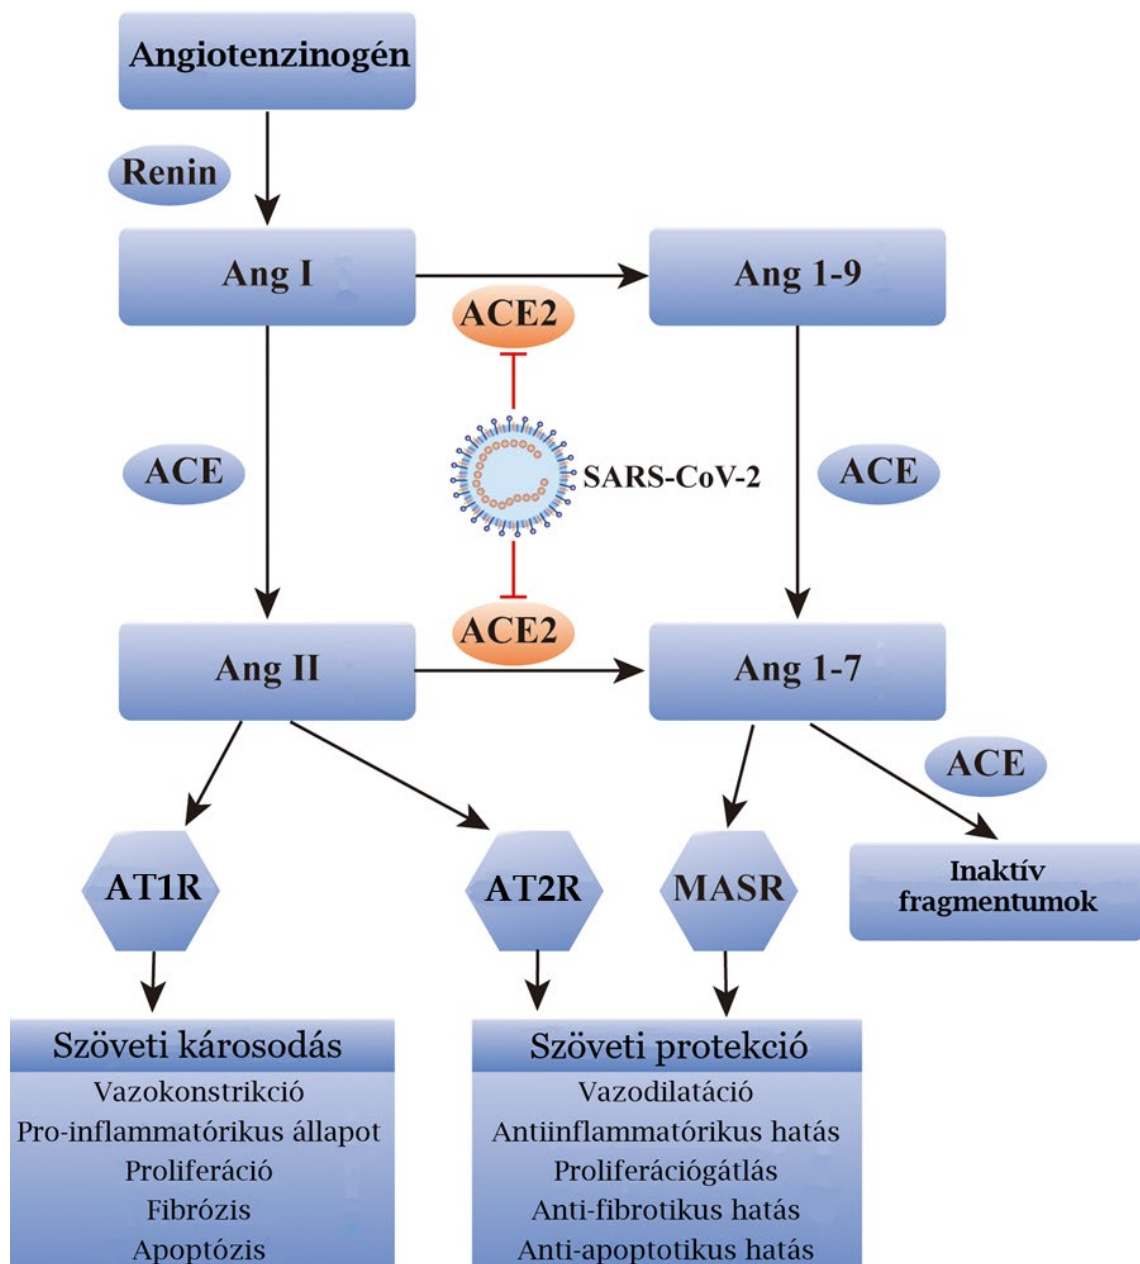 Angiotenzinogén
Renin
Ang I
Ang 1-9
ACE2
ACE
SARS-CoV-2
ACE
ACE2
Ang II
Ang 1-7
ACE
AT1R
AT2R
MASR
Inaktív
fragmentumok
Szöveti károsodás
Vazokonstrikció
Pro-inflammatórikus állapot
Proliferáció
Fibrózis
Apoptózis
Szöveti protekció
Vazodilatáció
Antiinflammatórikus hatás
Proliferációgátlás
Anti-fibrotikus hatás
Anti-apoptotikus hatás